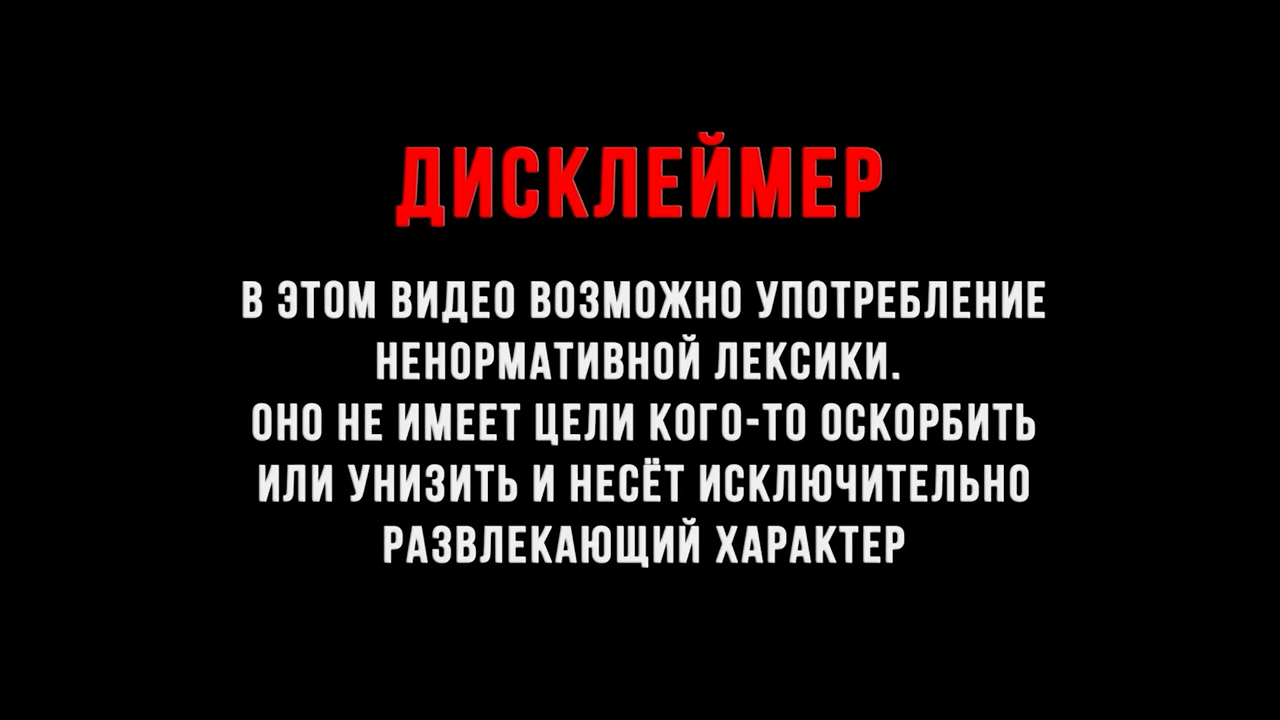 ДИСКЛЕЙМЕР
В ЭТОМ ВИДЕО ВОЗМОЖНО УПОТРЕБЛЕНИЕ
НЕНОРМАТИВНОЙ ЛЕКСИКИ.
ОНО НЕ ИМЕЕТ ЦЕЛИ КОГО-ТО ОСКОРБИТЬ
ИЛИ УНИЗИТЬ И НЕСЁТ ИСКЛЮЧИТЕЛЬНО
РАЗВЛЕКАЮЩИЙ ХАРАКТЕР